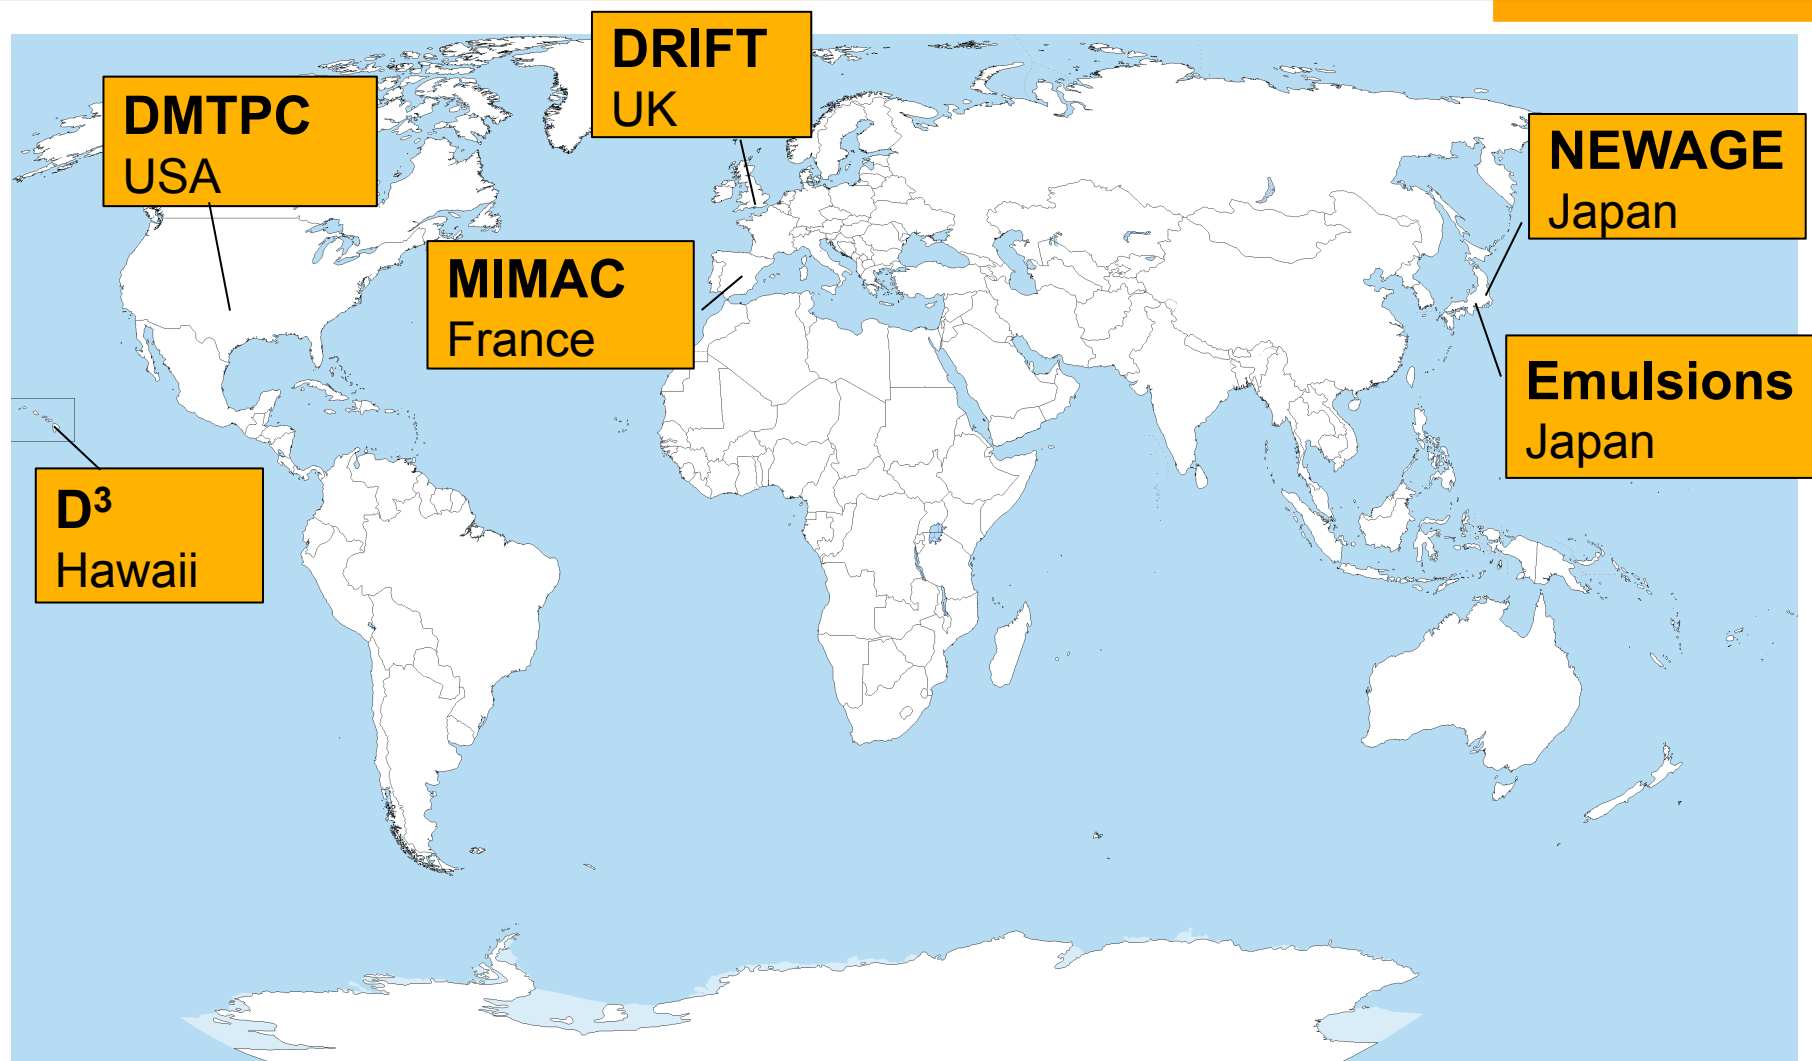 DRIFT
UK
DMTPC
USA
NEWAGE
Japan
MIMAC
France
Emulsions
Japan
D³
Hawaii